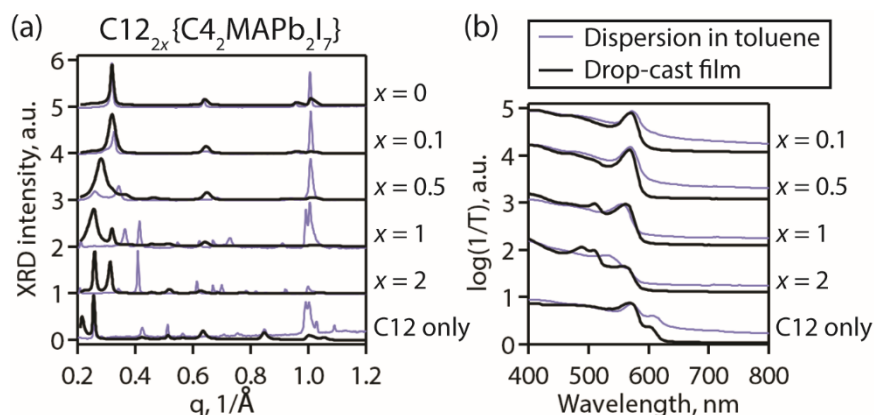 (a) C12₂ₓ{C4₂MAPb₂I₇}
XRD intensity, a.u.
6
5
4
3
2
1
0
x = 0
x = 0.1
x = 0.5
x = 1
x = 2
C12 only
0.2 0.4 0.6 0.8 1.0 1.2
q, 1/Å
(b)
Dispersion in toluene
Drop-cast film
log(1/T), a.u.
5
4
3
2
1
0
x = 0.1
x = 0.5
x = 1
x = 2
C12 only
400 500 600 700 800
Wavelength, nm